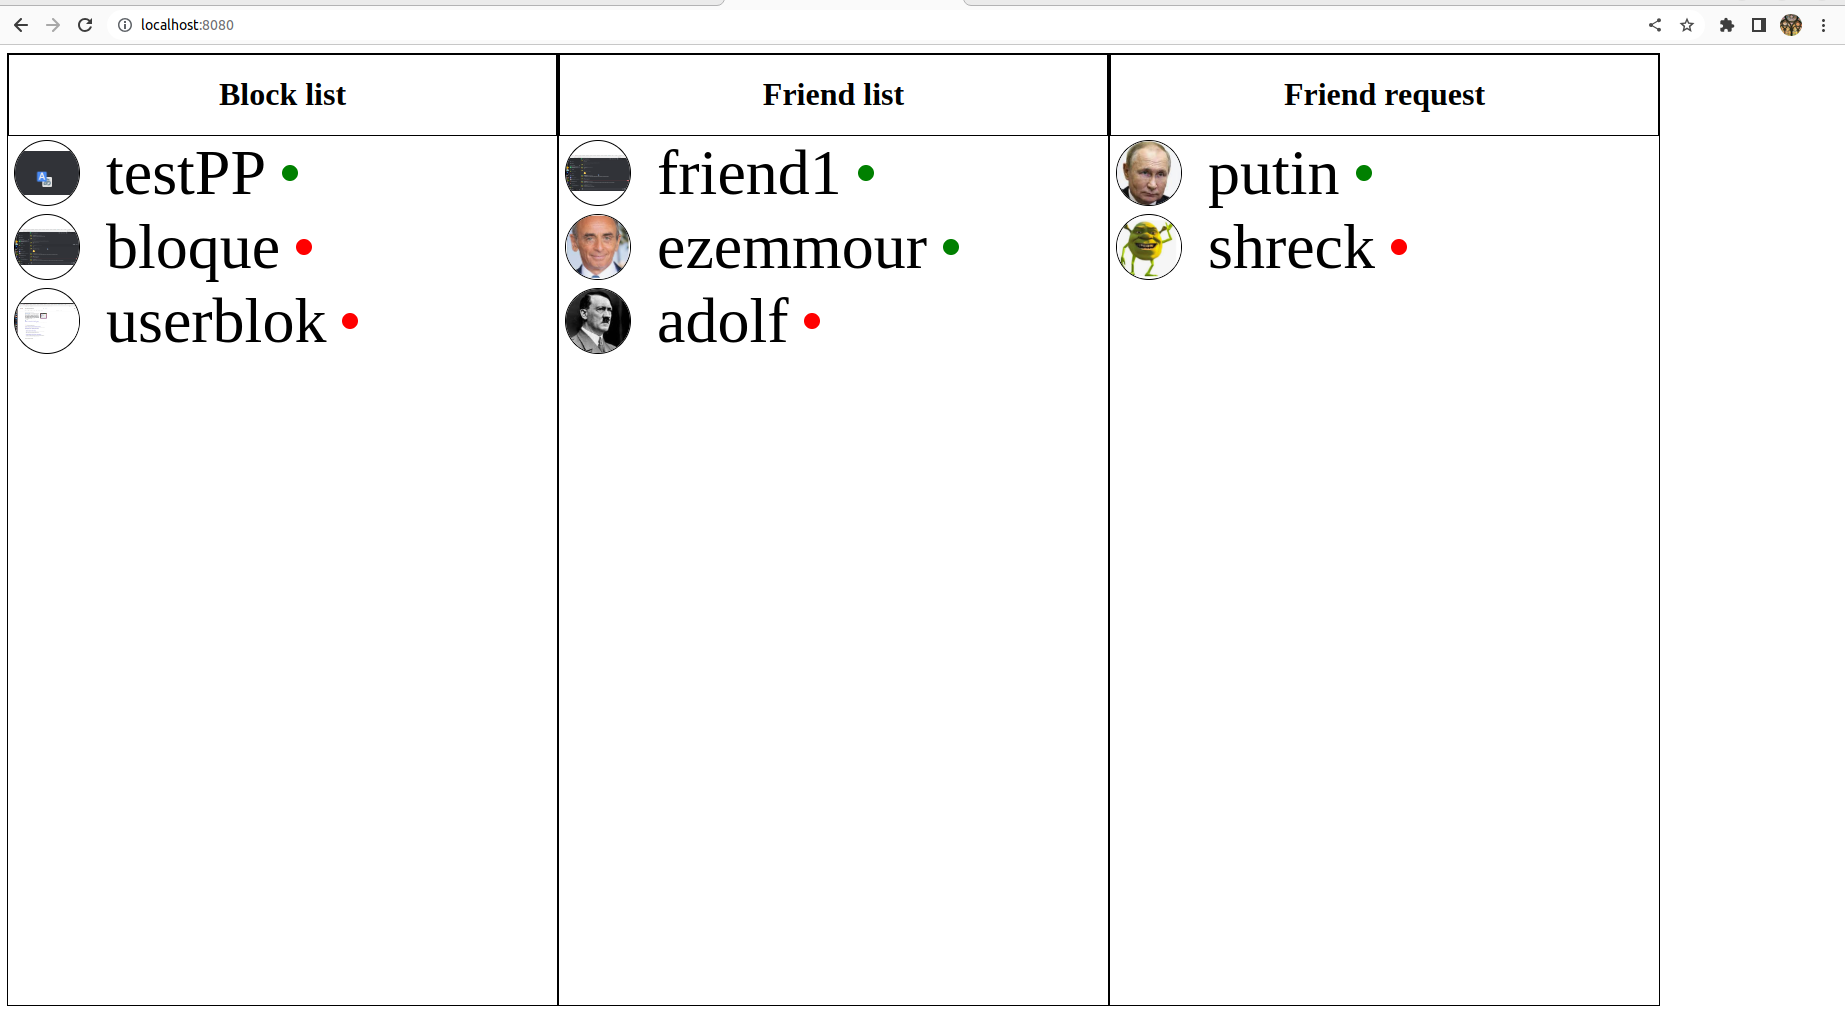 localhost:8080
Block list
Friend list
Friend request
testPP
friend1
putin
bloque
ezemmour
shreck
userblok
adolf